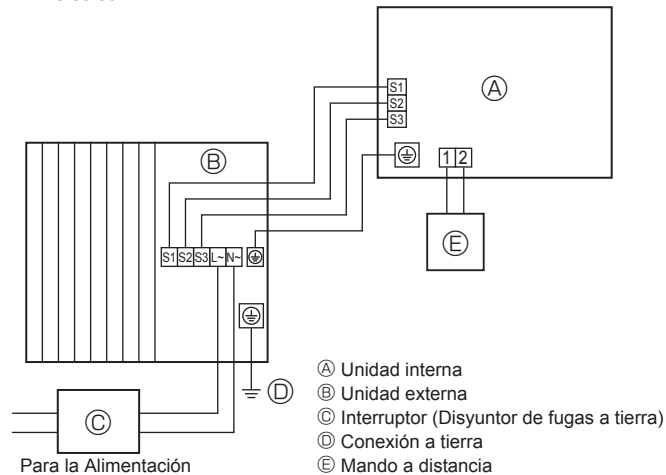 Ⓐ
S1
S2
S3
1 2
Ⓔ
Ⓑ
S1 S2 S3 L~ N~
Ⓓ
Ⓒ
Para la Alimentación
Ⓐ Unidad interna
Ⓑ Unidad externa
Ⓒ Interruptor (Disyuntor de fugas a tierra)
Ⓓ Conexión a tierra
Ⓔ Mando a distancia